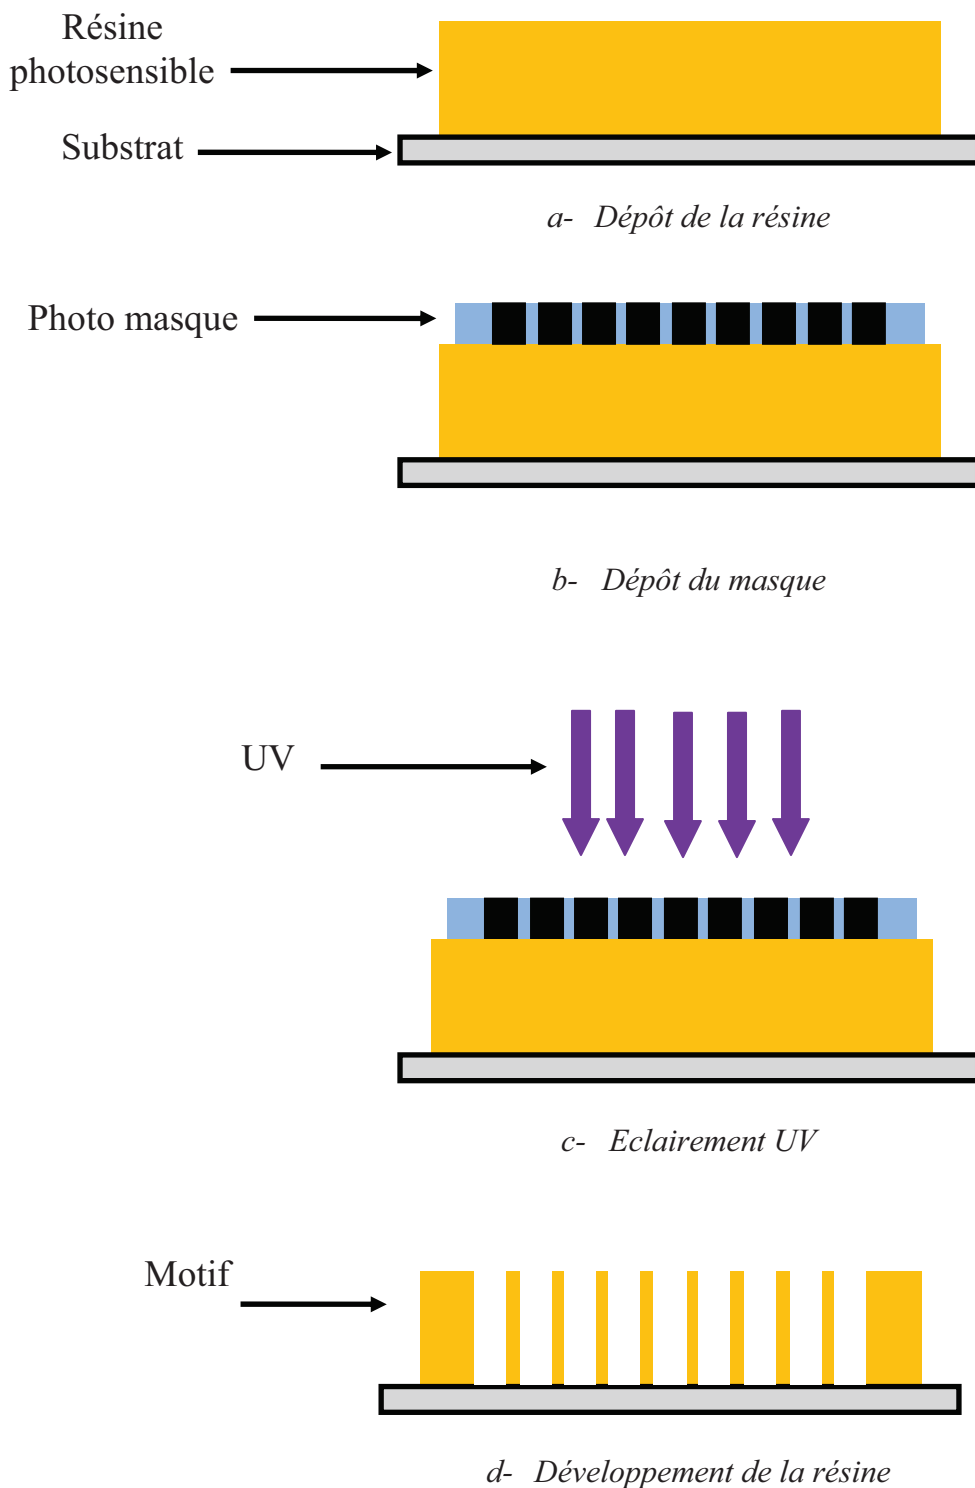 Résine
photosensible
Substrat
a- Dépôt de la résine
Photo masque
b- Dépôt du masque
UV
c- Eclairement UV
Motif
d- Développement de la résine